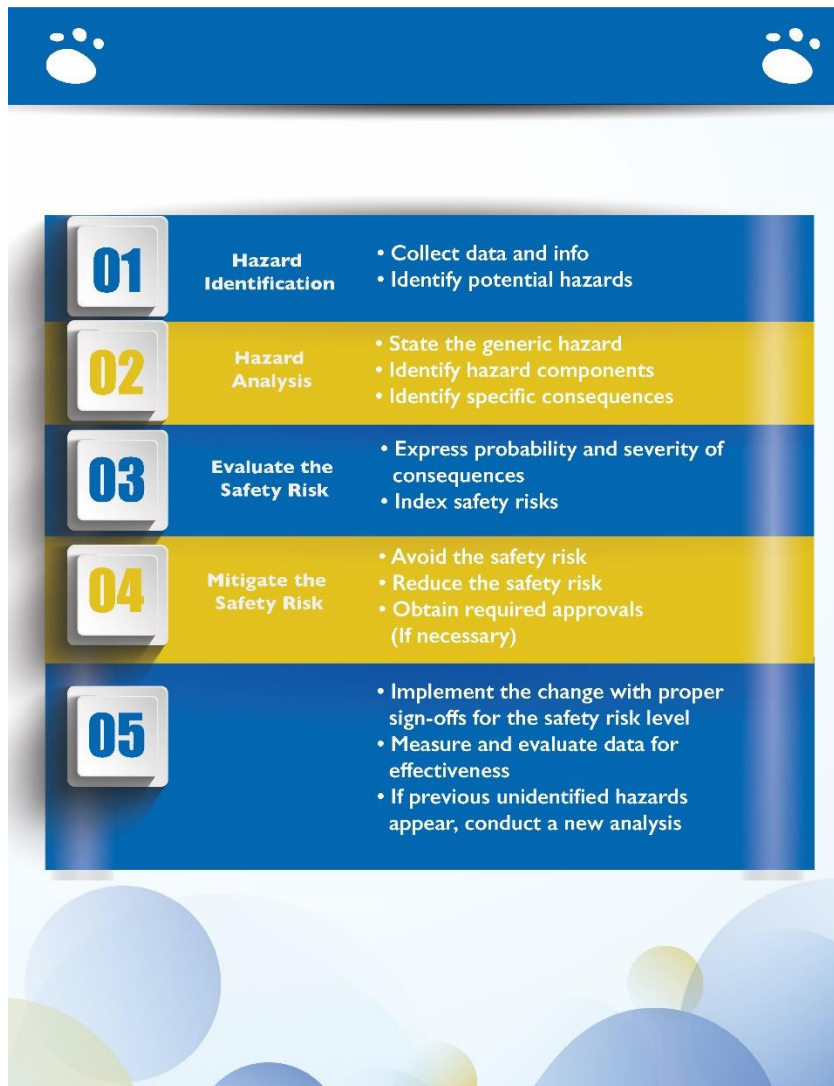 01
Hazard
Identification
• Collect data and info
• Identify potential hazards
02
Hazard
Analysis
• State the generic hazard
• Identify hazard components
• Identify specific consequences
03
Evaluate the
Safety Risk
• Express probability and severity of
consequences
• Index safety risks
04
Mitigate the
Safety Risk
• Avoid the safety risk
• Reduce the safety risk
• Obtain required approvals
(If necessary)
05
• Implement the change with proper
sign-offs for the safety risk level
• Measure and evaluate data for
effectiveness
• If previous unidentified hazards
appear, conduct a new analysis